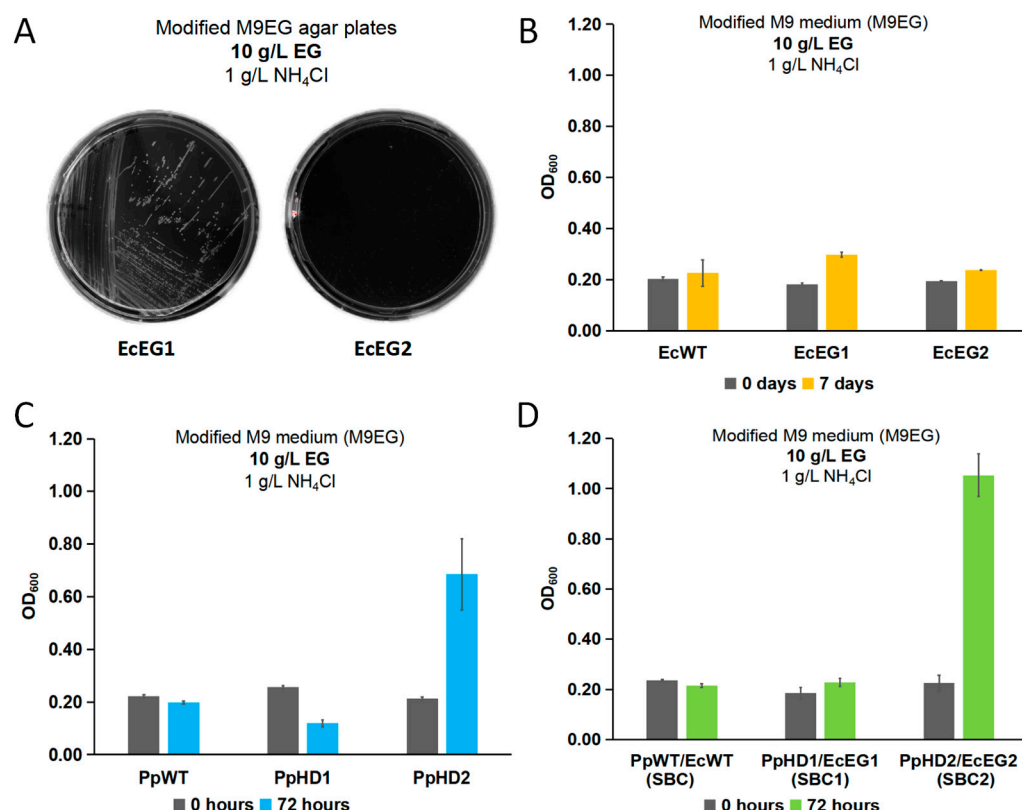 A
Modified M9EG agar plates
10 g/L EG
1 g/L NH₄Cl
EcEG1
EcEG2
B
Modified M9 medium (M9EG)
10 g/L EG
1 g/L NH₄Cl
OD₆₀₀
1.20
1.00
0.80
0.60
0.40
0.20
0.00
EcWT
EcEG1
EcEG2
0 days
7 days
C
Modified M9 medium (M9EG)
10 g/L EG
1 g/L NH₄Cl
OD₆₀₀
1.20
1.00
0.80
0.60
0.40
0.20
0.00
PpWT
PpHD1
PpHD2
0 hours
72 hours
D
Modified M9 medium (M9EG)
10 g/L EG
1 g/L NH₄Cl
OD₆₀₀
1.20
1.00
0.80
0.60
0.40
0.20
0.00
PpWT/EcWT
(SBC)
PpHD1/EcEG1
(SBC1)
PpHD2/EcEG2
(SBC2)
0 hours
72 hours